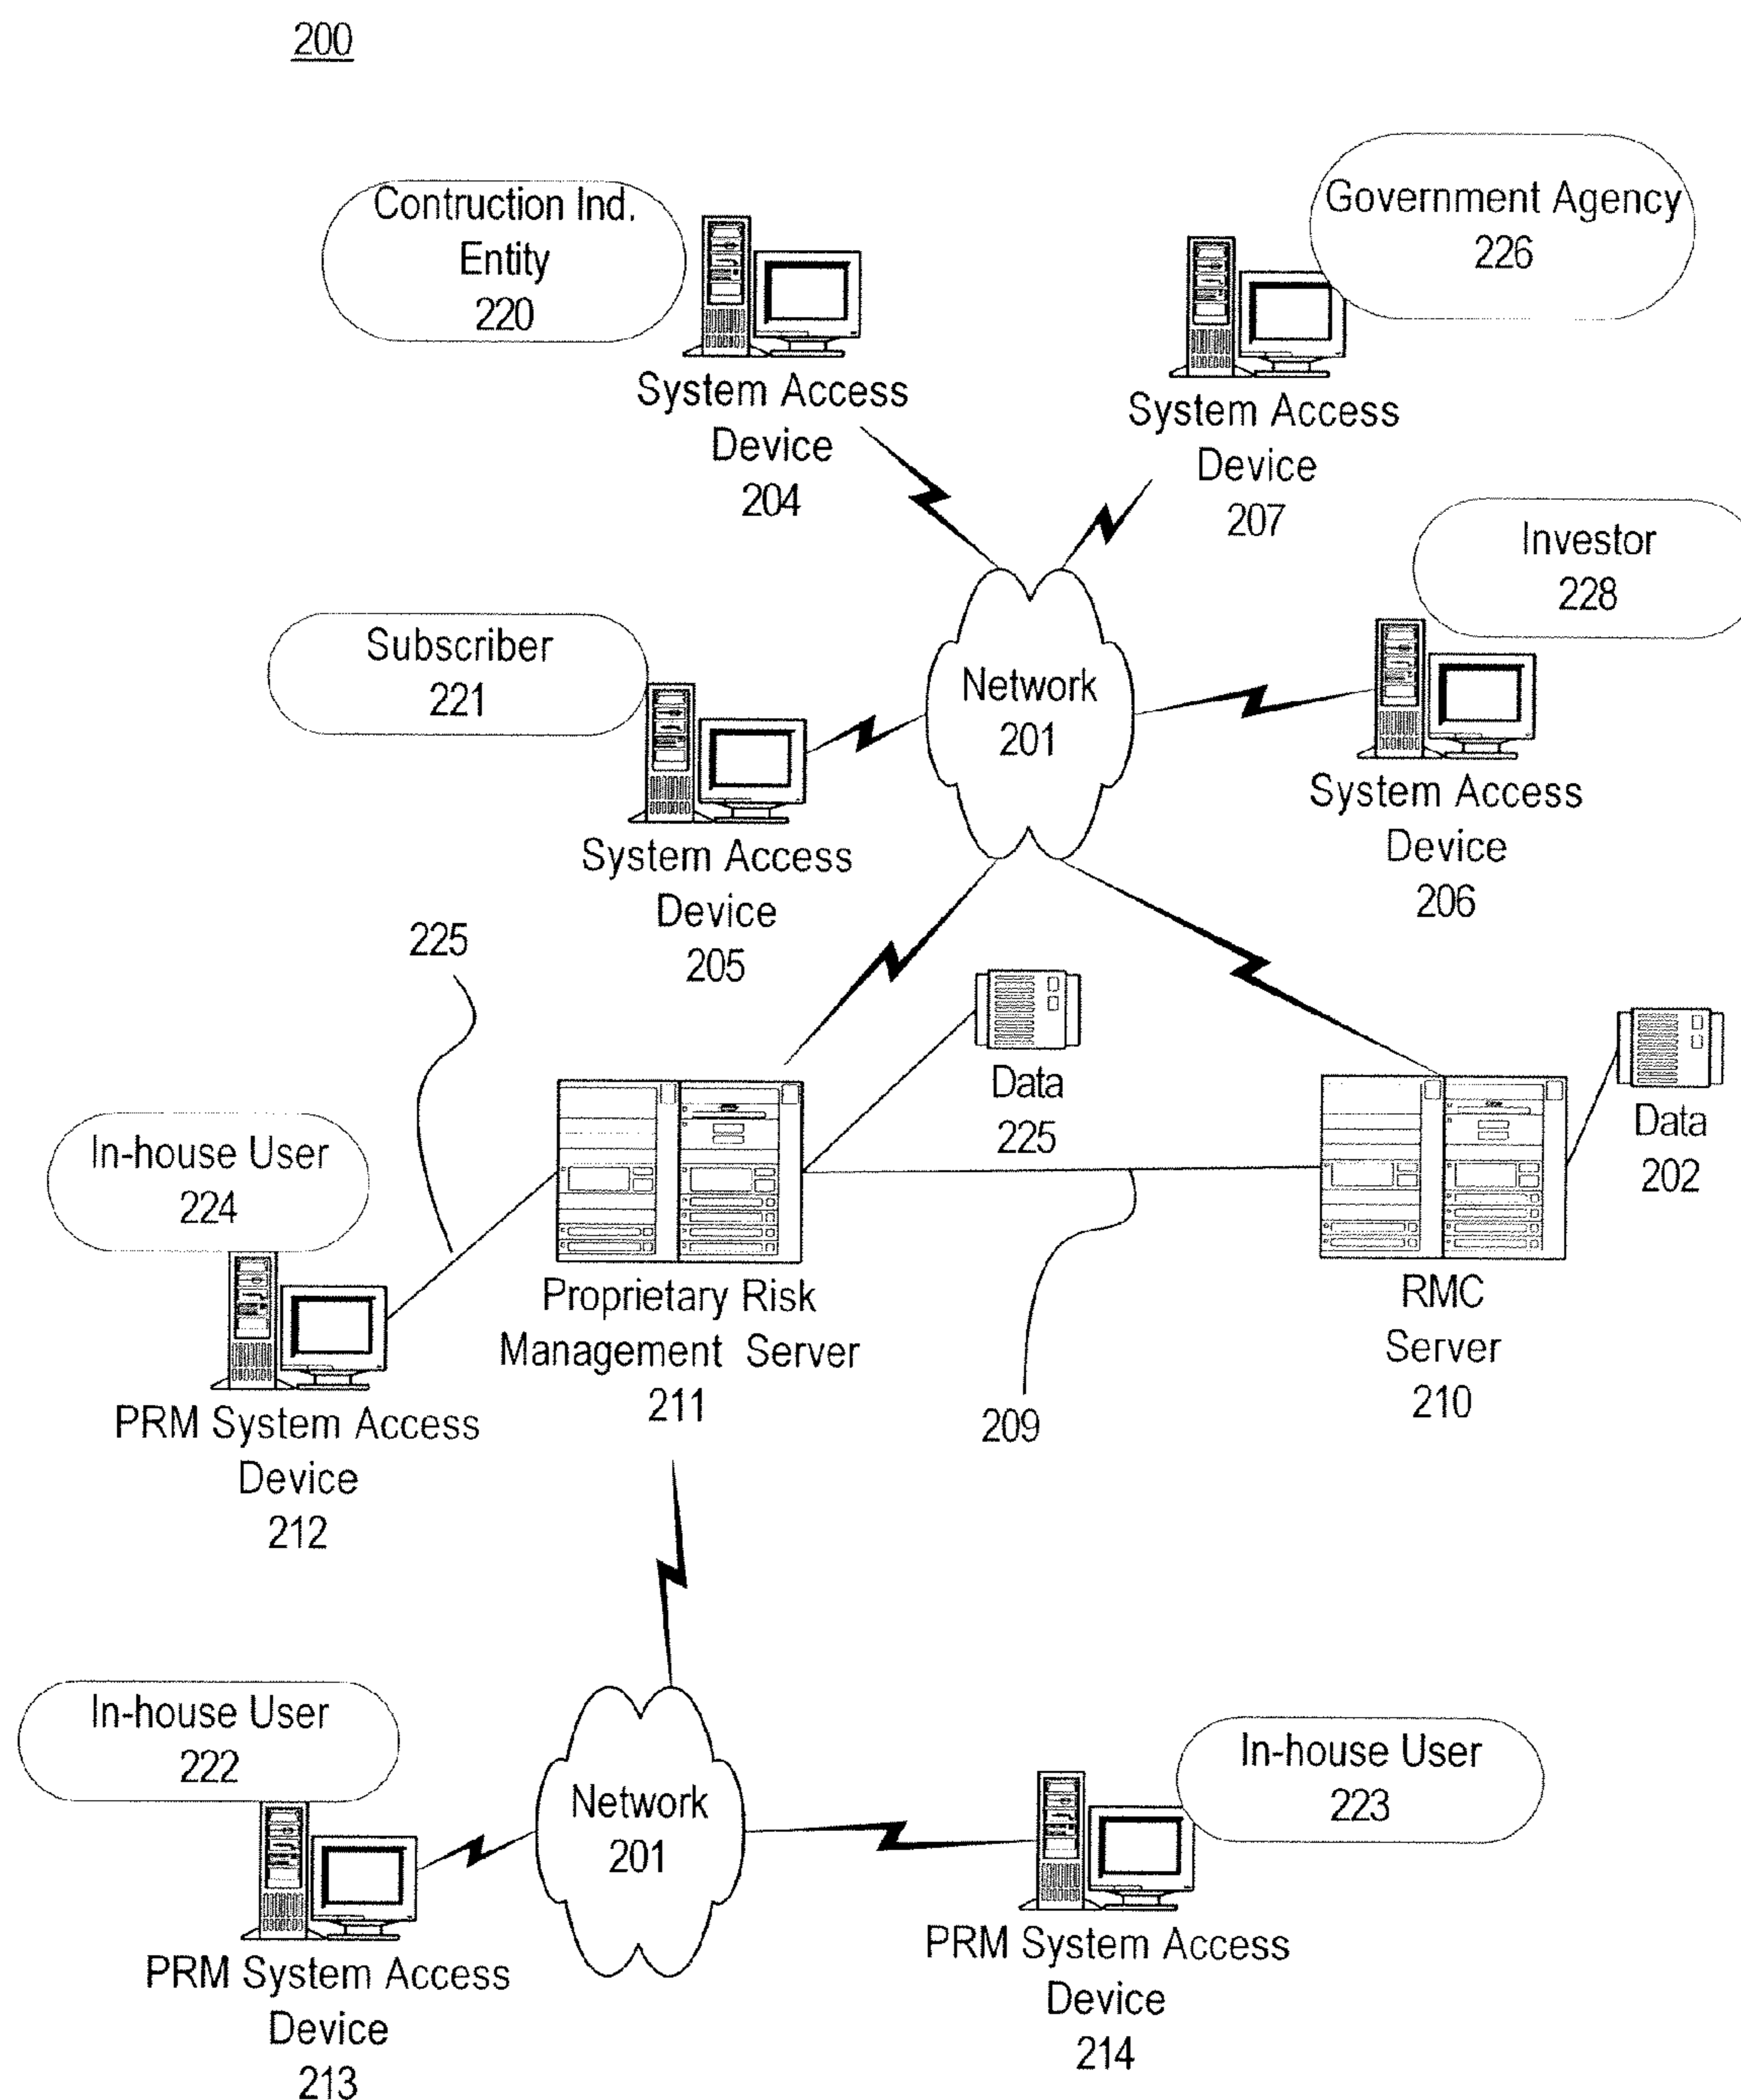 200
Contruction Ind.
Entity
220
Government Agency
226
System Access
Device
204
System Access
Device
207
Investor
228
Subscriber
221
Network
201
System Access
Device
206
System Access
Device
205
225
Data
225
Data
202
In-house User
224
Proprietary Risk
Management Server
211
RMC
Server
210
209
PRM System Access
Device
212
In-house User
222
In-house User
223
Network
201
PRM System Access
Device
213
PRM System Access
Device
214